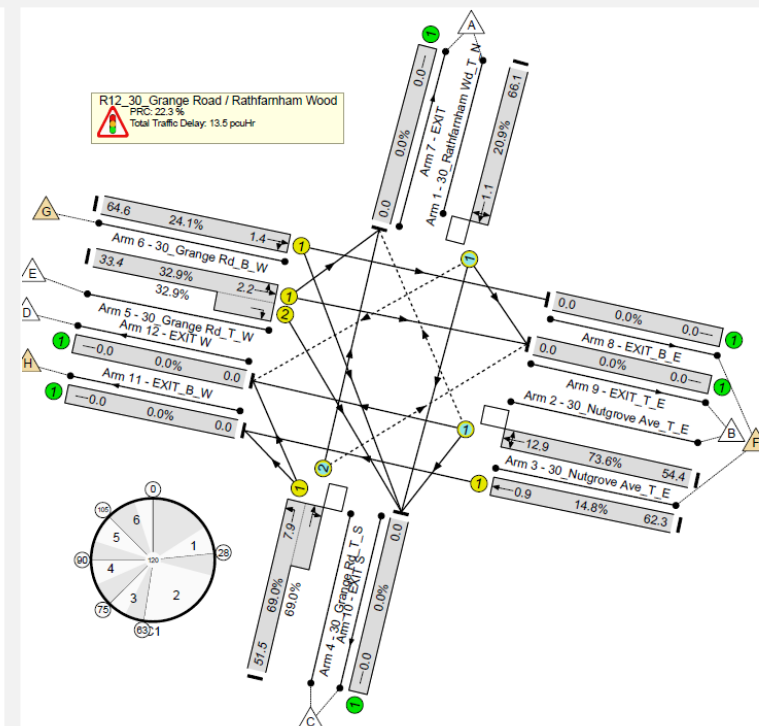 A
1
0.0----
0.0%
0.0
Arm 7 - EXIT
Arm 1 - 30_Rathfarnham Wd_T_N
66.1
20.9%
1.1
R12_30_Grange Road / Rathfarnham Wood
PRC: 22.3 %
Total Traffic Delay: 13.5 pcuHr
G
64.6
24.1%
1.4
1
Arm 6 - 30_Grange Rd_B_W
E
33.4
32.9%
2.2
32.9%
1
2
Arm 5 - 30_Grange Rd_T_W
D
Arm 12 - EXIT W
1
----0.0
0.0%
0.0
H
Arm 11 - EXIT_B_W
1
----0.0
0.0%
0.0
1
0.0
0.0%
0.0----
1
Arm 8 - EXIT_B_E
0.0
0.0%
0.0----
1
Arm 9 - EXIT_T_E
Arm 2 - 30_Nutgrove Ave_T_E
B
F
1
12.9
73.6%
54.4
Arm 3 - 30_Nutgrove Ave_T_E
1
0.9
14.8%
62.3
2
1
7.9
69.0%
69.0%
51.5
Arm 4 - 30_Grange Rd_T_S
Arm 10 - EXIT S
0.0
0.0%
----0.0
1
C
0
105
6
5
1
28
90
4
120
2
3
75
63
C1